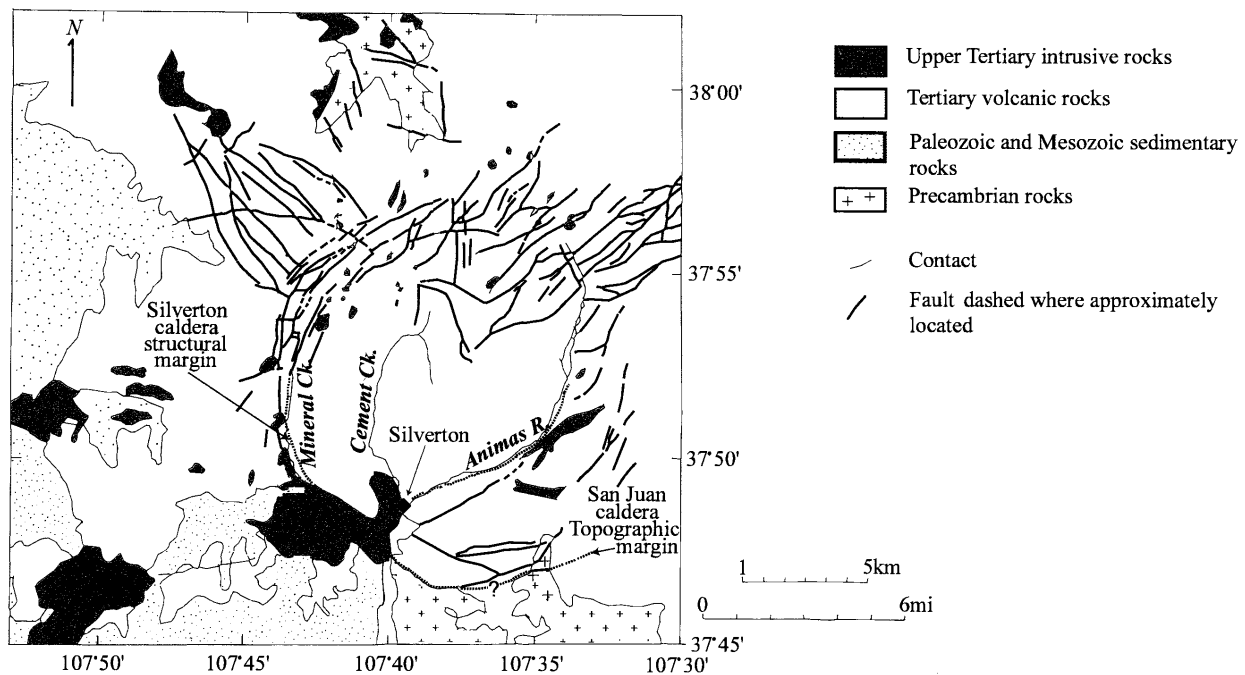 N
Upper Tertiary intrusive rocks
Tertiary volcanic rocks
Paleozoic and Mesozoic sedimentary
rocks
+ +
Precambrian rocks
Contact
Fault dashed where approximately
located
38°00'
37°55'
37°50'
37°45'
Silverton
caldera
structural
margin
Mineral Ck.
Cement Ck.
Silverton
Animas R.
San Juan
caldera
Topographic
margin
?
1 5km
0 6mi
107°50' 107°45' 107°40' 107°35' 107°30'